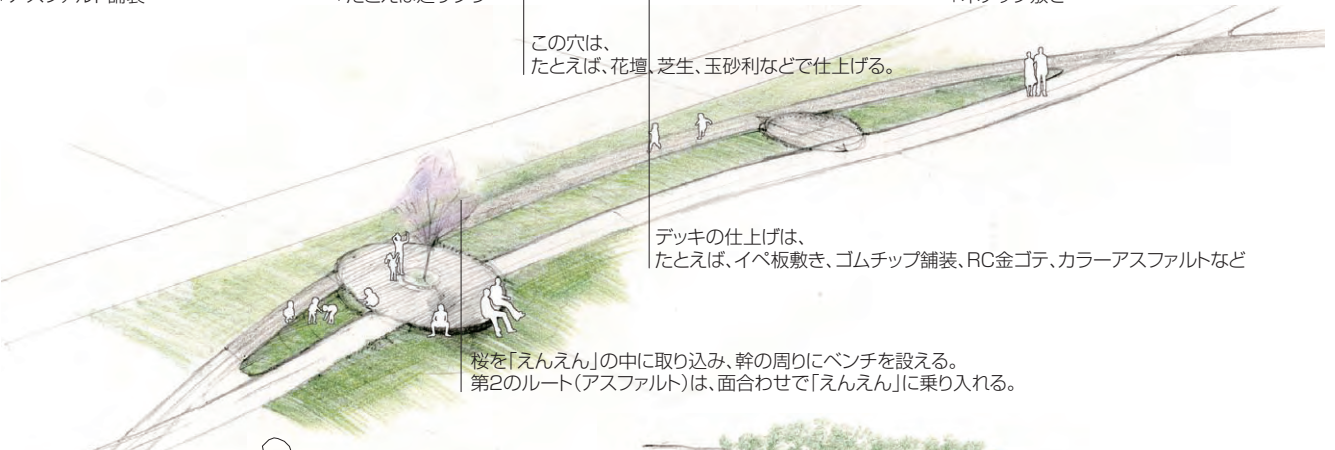 この穴は、
たとえば、花壇、芝生、玉砂利などで仕上げる。
デッキの仕上げは、
たとえば、イペ板敷き、ゴムチップ舗装、RC金ゴテ、カラーアスファルトなど
桜を「えんえん」の中に取り込み、幹の周りにベンチを設える。
第2のルート(アスファルト)は、面合わせで「えんえん」に乗り入れる。